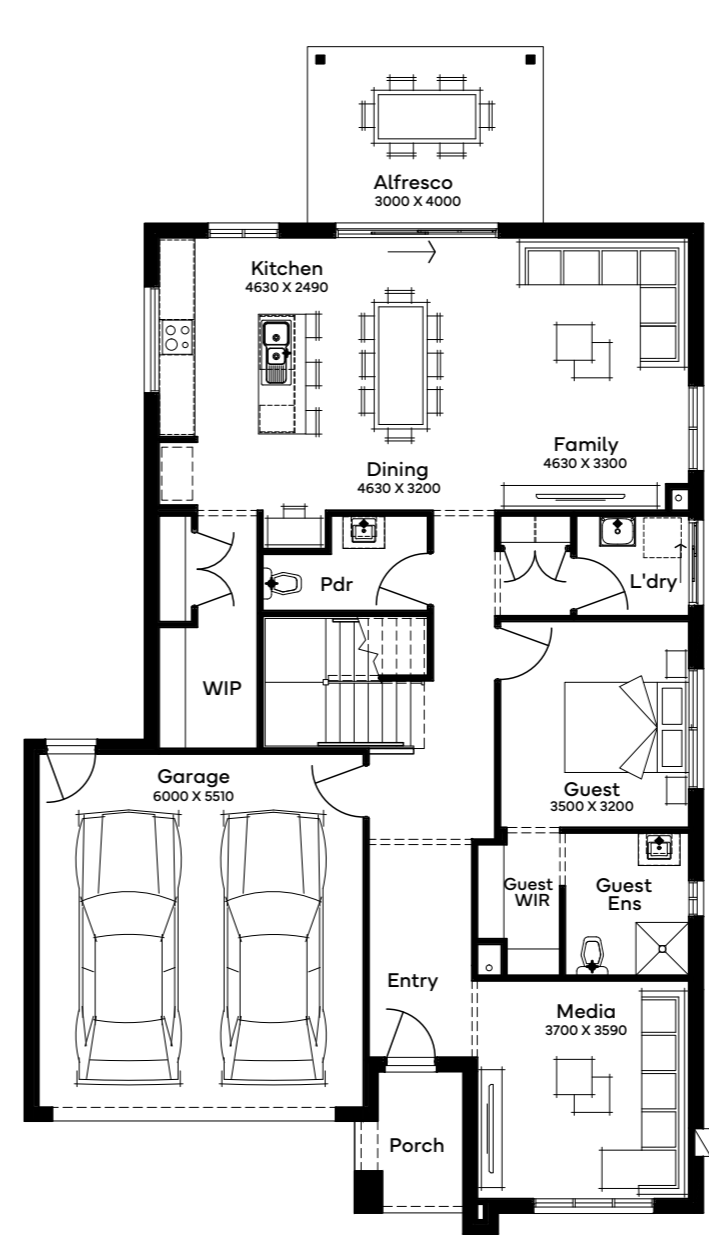 Alfresco
3000 X 4000
Kitchen
4630 X 2490
Family
4630 X 3300
Dining
4630 X 3200
Pdr
L'dry
WIP
Garage
6000 X 5510
Guest
3500 X 3200
Guest
WIR
Guest
Ens
Entry
Media
3700 X 3590
Porch